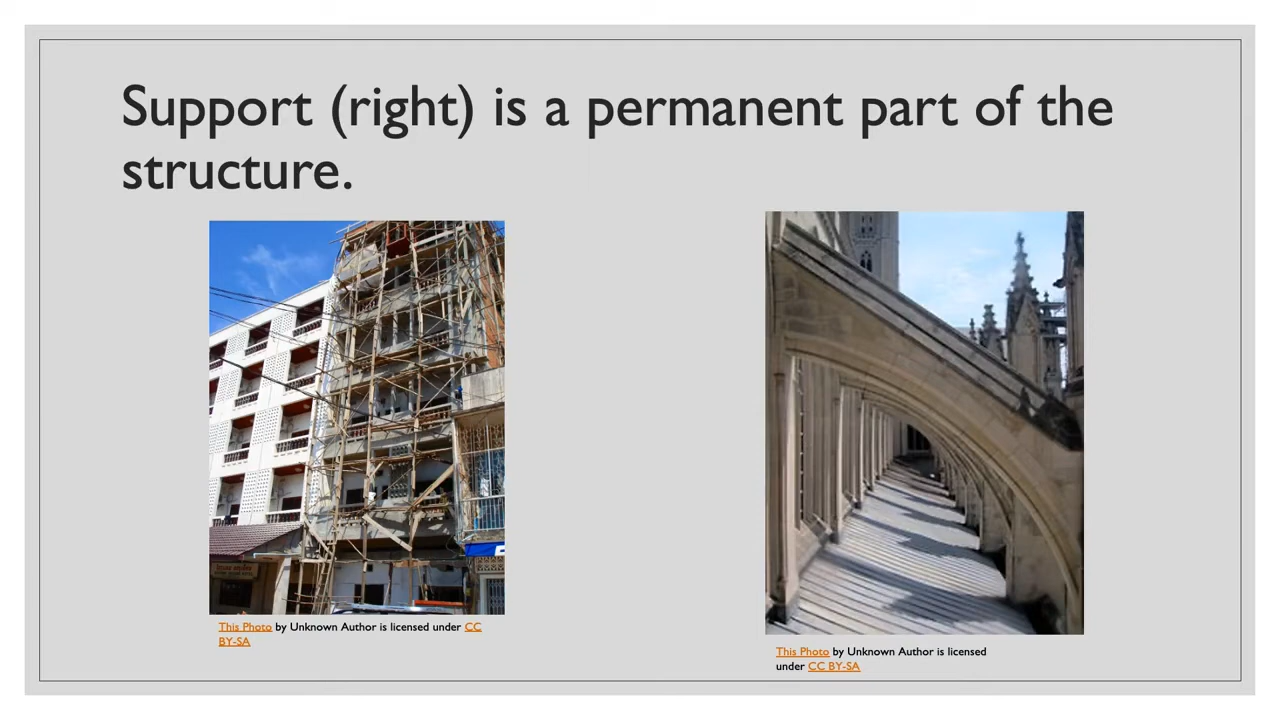 Support (right) is a permanent part of the
structure.
This Photo by Unknown Author is licensed under CC
BY-SA
This Photo by Unknown Author is licensed
under CC BY-SA